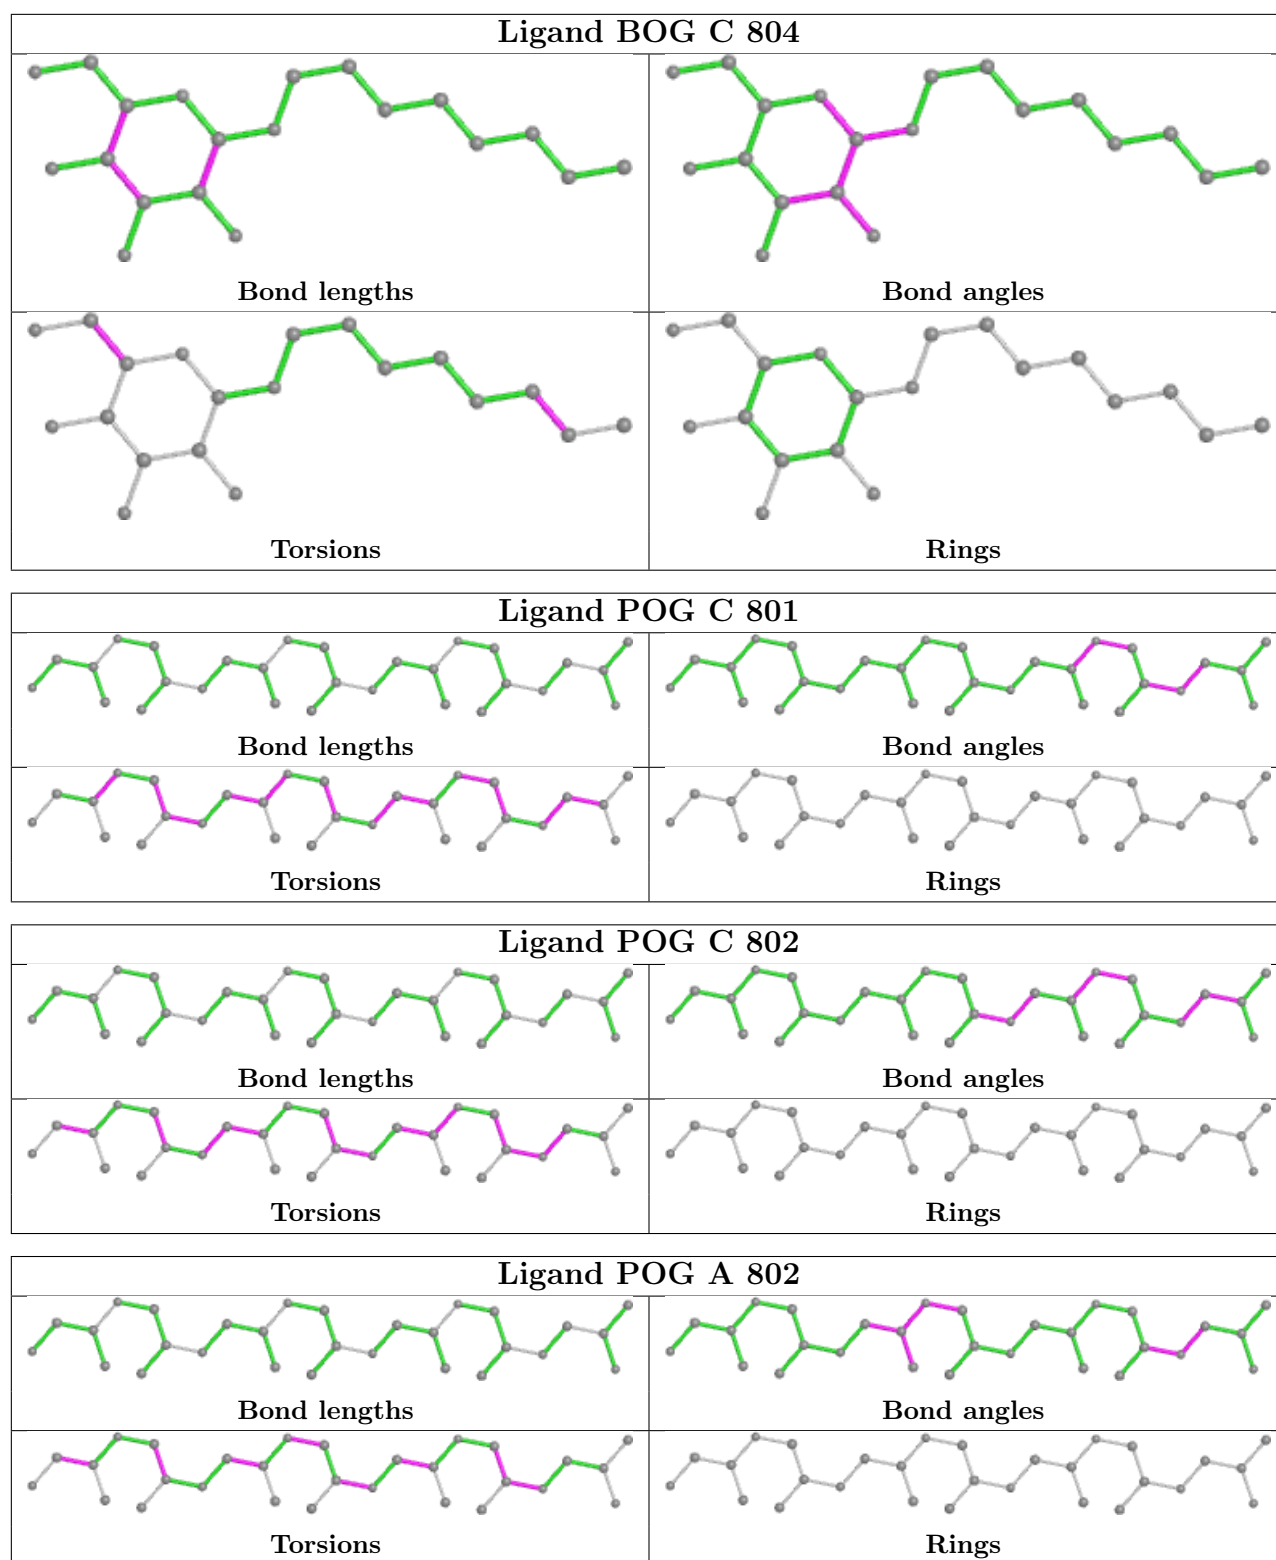 Ligand BOG C 804
Bond lengths
Bond angles
Torsions
Rings
Ligand POG C 801
Bond lengths
Bond angles
Torsions
Rings
Ligand POG C 802
Bond lengths
Bond angles
Torsions
Rings
Ligand POG A 802
Bond lengths
Bond angles
Torsions
Rings